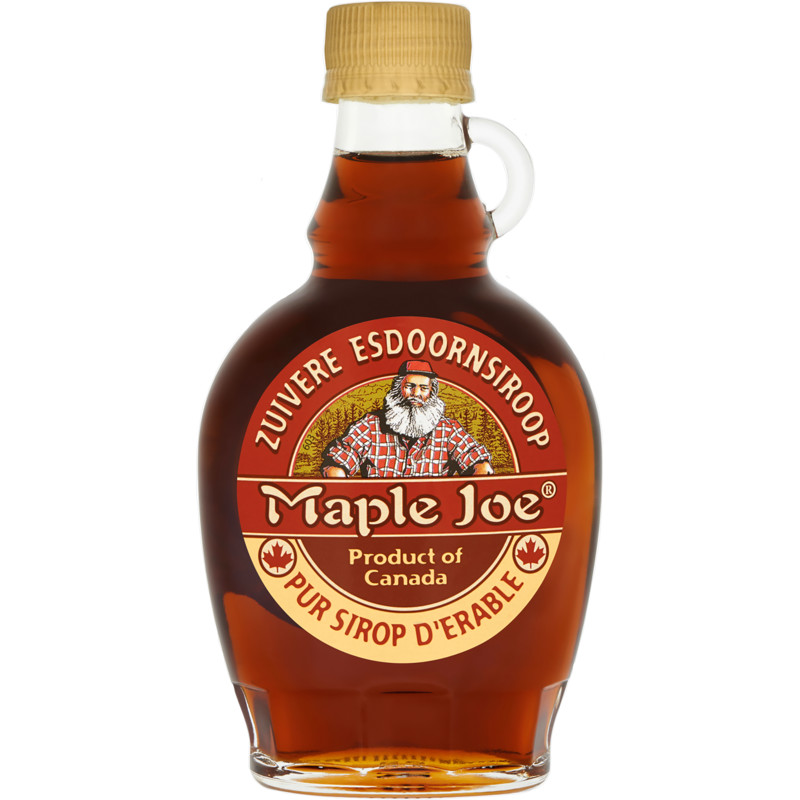 ZUIVERE ESDOORNSIROOP
Maple Joe®
Product of
Canada
PUR SIROP D'ERABLE